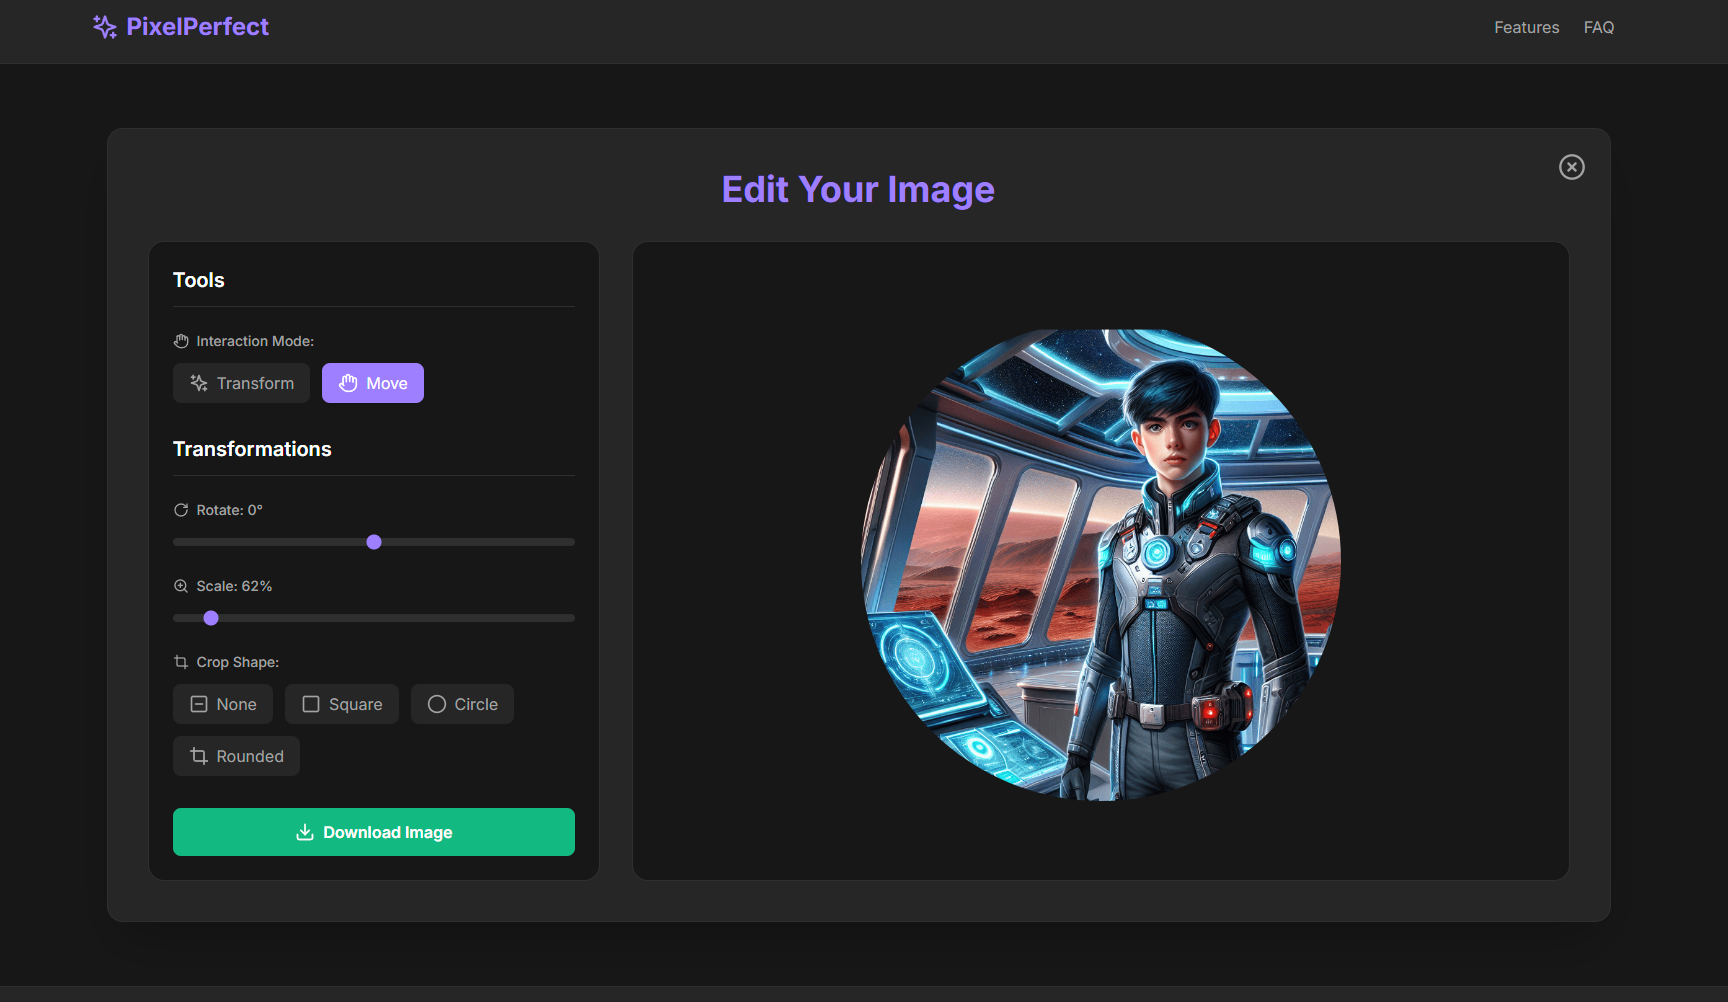 PixelPerfect
Features
FAQ
Edit Your Image
Tools
Interaction Mode:
Transform
Move
Transformations
Rotate: 0°
Scale: 62%
Crop Shape:
None
Square
Circle
Rounded
Download Image